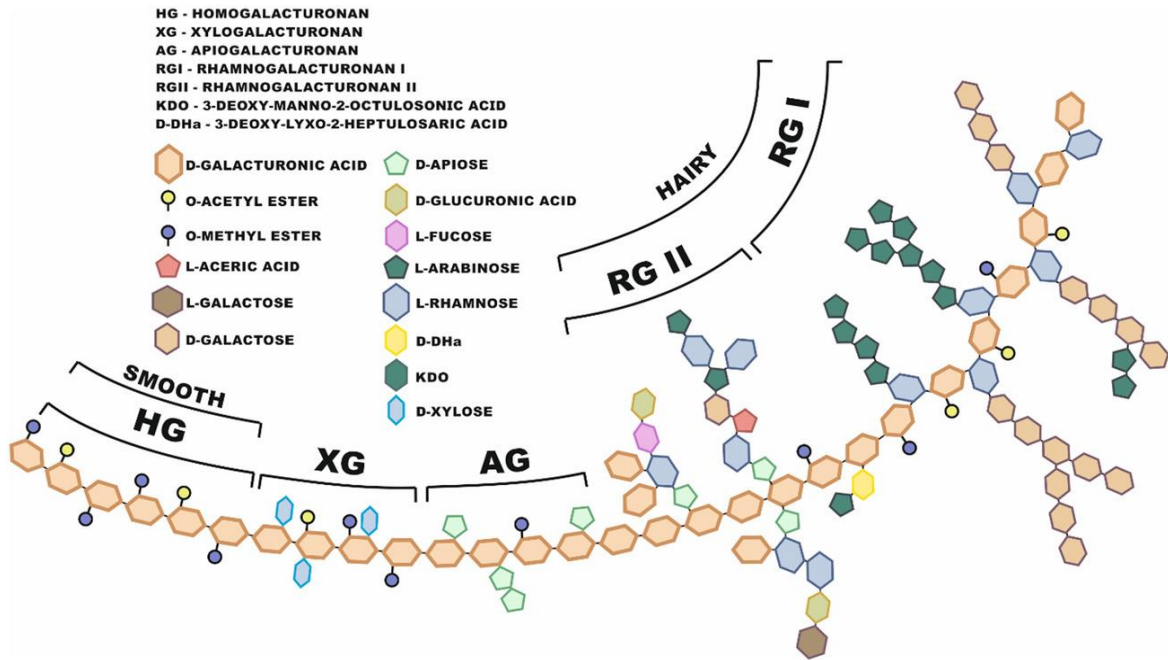 HG - HOMOGALACTURONAN
XG - XYLOGALACTURONAN
AG - APIOGALACTURONAN
RGI - RHAMNOGALACTURONAN I
RGII - RHAMNOGALACTURONAN II
KDO - 3-DEOXY-MANNO-2-OCTULOSONIC ACID
D-DHa - 3-DEOXY-LYXO-2-HEPTULOSARIC ACID
D-GALACTURONIC ACID
O-ACETYL ESTER
O-METHYL ESTER
L-ACERIC ACID
L-GALACTOSE
D-GALACTOSE
D-APIOSE
D-GLUCURONIC ACID
L-FUCOSE
L-ARABINOSE
L-RHAMNOSE
D-DHa
KDO
D-XYLOSE
SMOOTH
HG
XG
AG
HAIRY
RG II
RG I